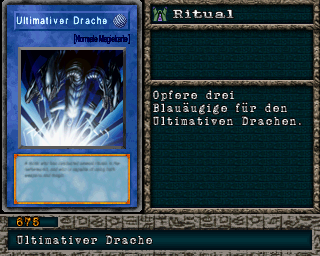 Ultimativer Drache
[Normale Magiekarte]
Ritual
Opfere drei
Blauäugige für den
Ultimativen Drachen.
675
Ultimativer Drache